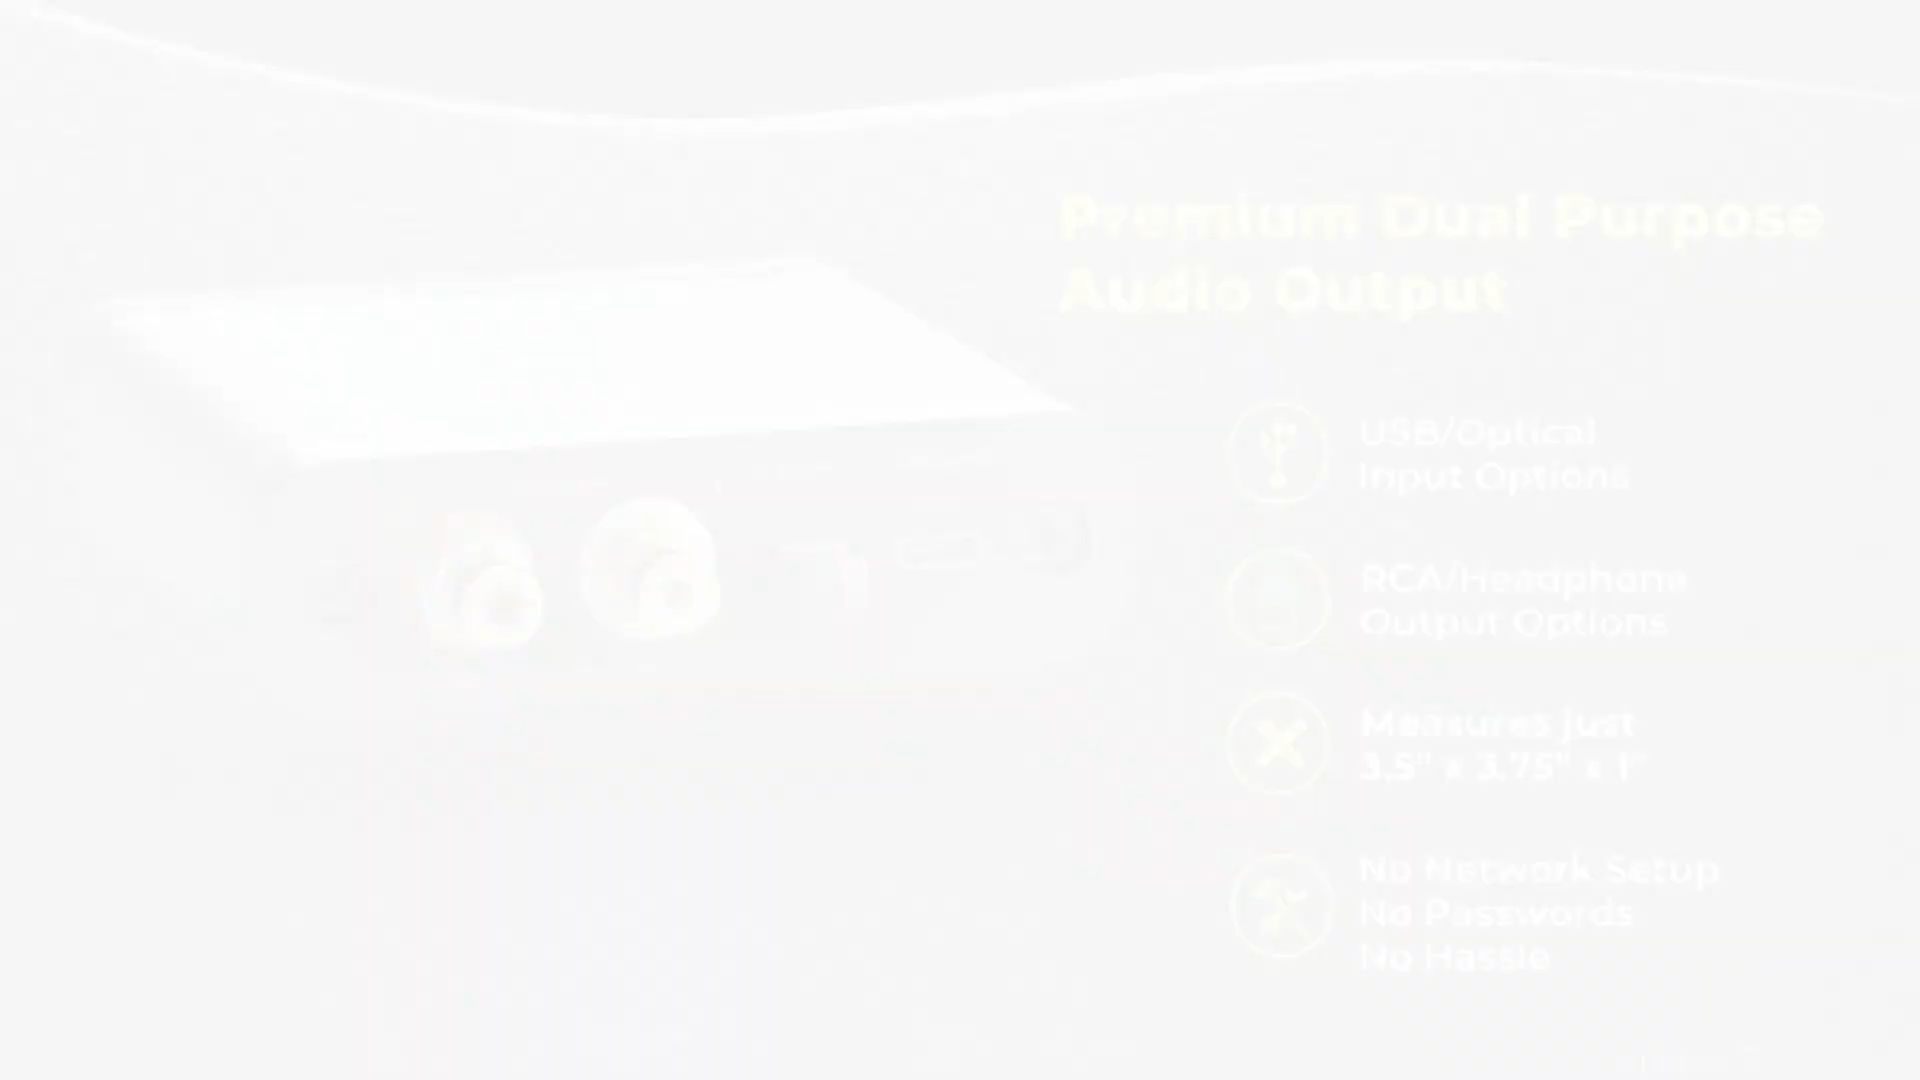 Premium Dual Purpose
Audio Output
USB/Optical
Input Options
RCA/Headphone
Output Options
Measures Just
3.5" x 3.75" x 1"
No Network Setup
No Passwords
No Hassle